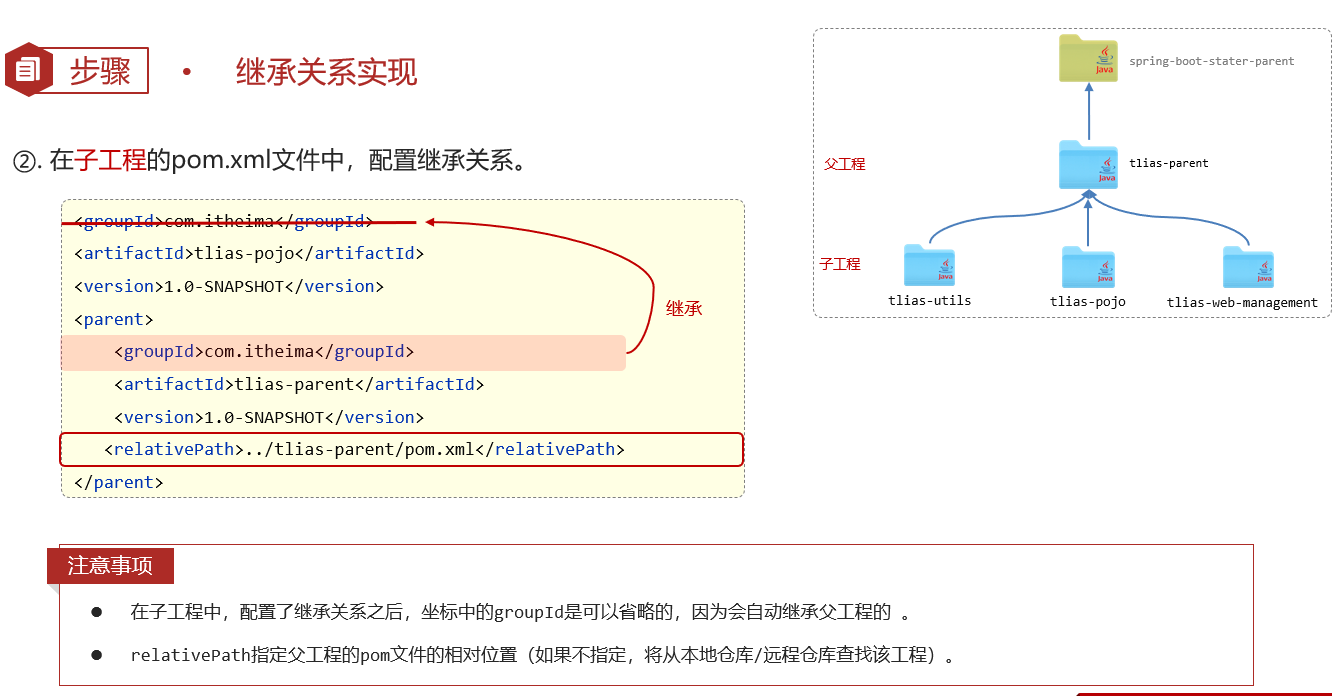 步骤 · 继承关系实现
②. 在子工程的pom.xml文件中，配置继承关系。
<groupId>com.itheima</groupId>
<artifactId>tlias-pojo</artifactId>
<version>1.0-SNAPSHOT</version>
<parent>
<groupId>com.itheima</groupId>
<artifactId>tlias-parent</artifactId>
<version>1.0-SNAPSHOT</version>
<relativePath>../tlias-parent/pom.xml</relativePath>
</parent>
继承
Java
spring-boot-stater-parent
父工程
Java
tlias-parent
子工程
Java
Java
Java
tlias-utils
tlias-pojo
tlias-web-management
注意事项
● 在子工程中，配置了继承关系之后，坐标中的groupId是可以省略的，因为会自动继承父工程的 。
● relativePath指定父工程的pom文件的相对位置（如果不指定，将从本地仓库/远程仓库查找该工程）。